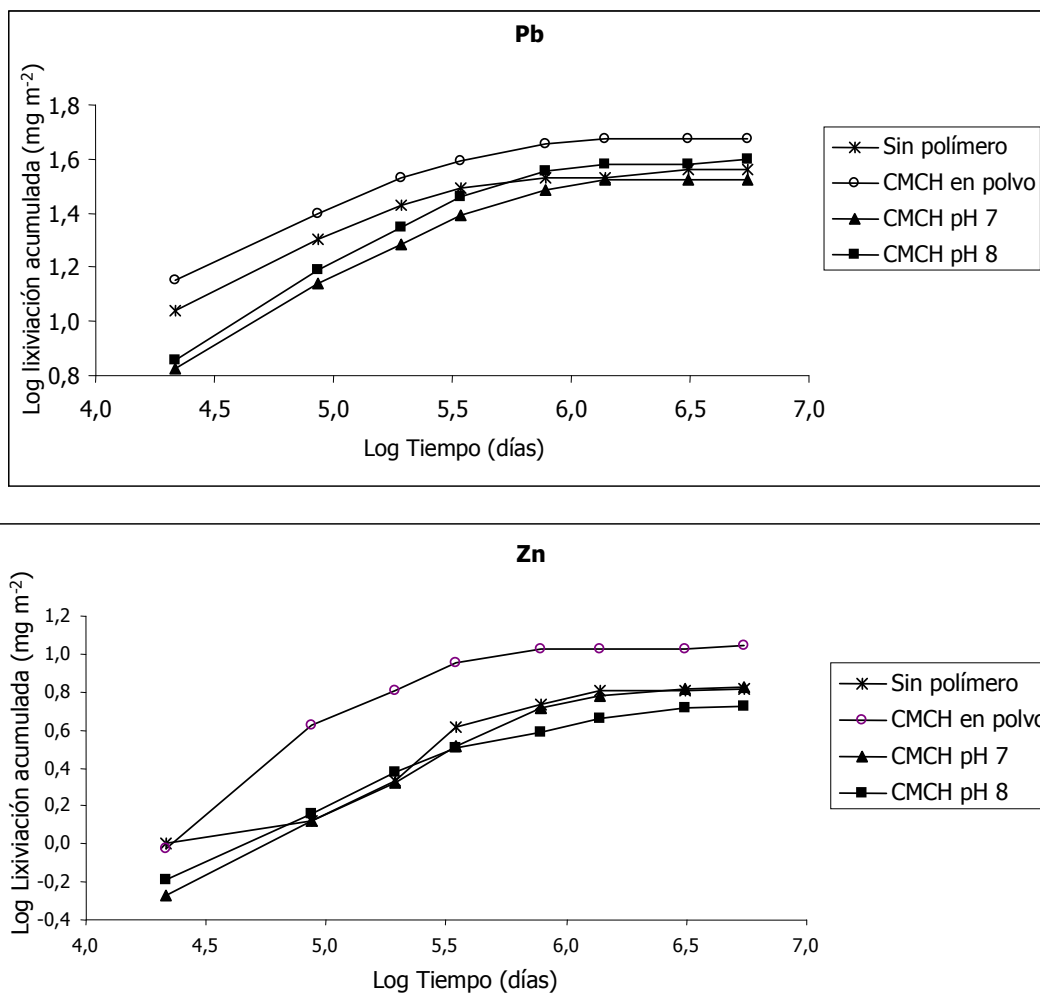 Pb
Log lixiviación acumulada (mg m⁻²)
1,8
1,6
1,4
1,2
1,0
0,8
4,0 4,5 5,0 5,5 6,0 6,5 7,0
Log Tiempo (días)
Sin polímero
CMCH en polvo
CMCH pH 7
CMCH pH 8
Zn
Log Lixiviación acumulada (mg m⁻²)
1,2
1,0
0,8
0,6
0,4
0,2
0,0
-0,2
-0,4
4,0 4,5 5,0 5,5 6,0 6,5 7,0
Log Tiempo (días)
Sin polímero
CMCH en polvo
CMCH pH 7
CMCH pH 8